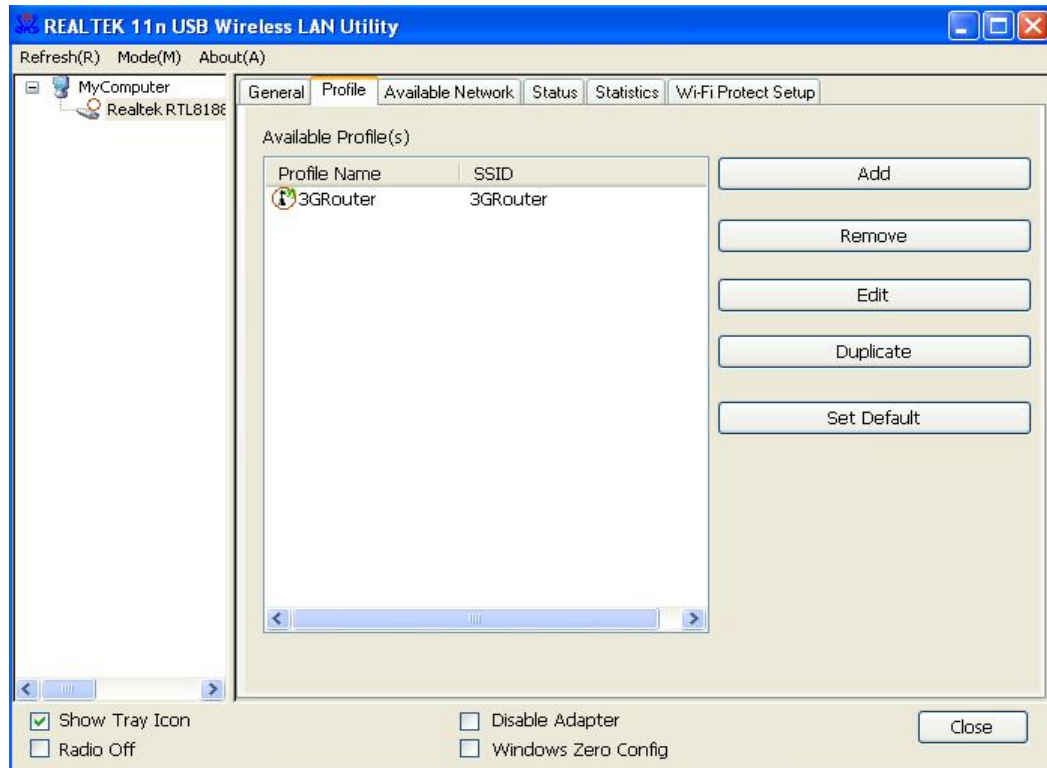 REALTEK 11n USB Wireless LAN Utility
Refresh(R) Mode(M) About(A)
MyComputer
Realtek RTL8188
General Profile Available Network Status Statistics Wi-Fi Protect Setup
Available Profile(s)
Profile Name SSID
3GRouter 3GRouter
Add
Remove
Edit
Duplicate
Set Default
Show Tray Icon Disable Adapter
Radio Off Windows Zero Config
Close